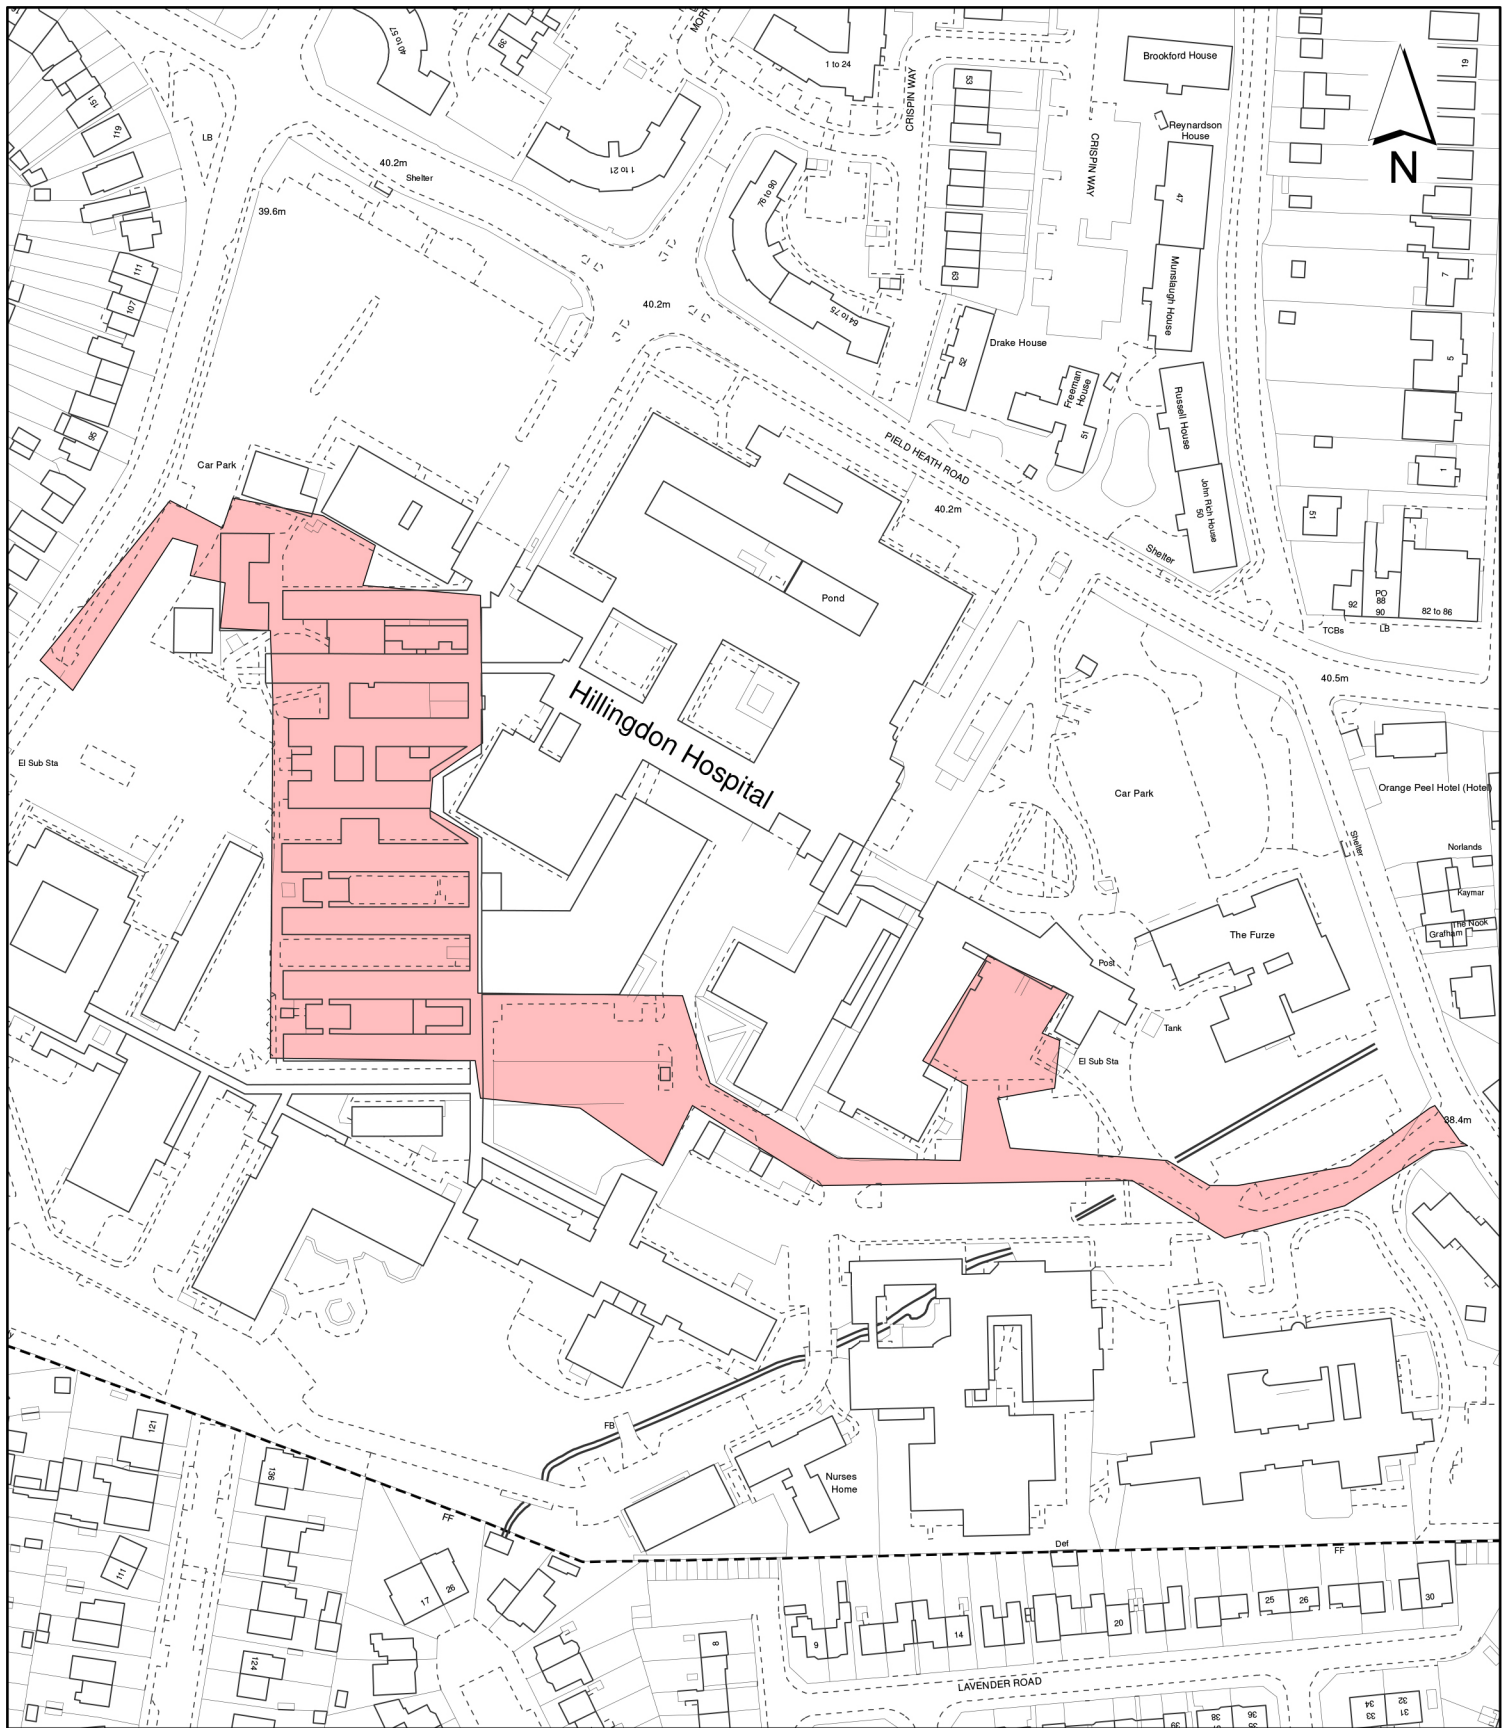 40 to 57
39
MORT
1 to 24
CRISPIN WAY
53
Brookford House
19
N
151
119
LB
40.2m
Shelter
39.6m
1 to 21
76 to 90
CRISPIN WAY
Reynardson
House
47
111
107
63
Munslaugh House
7
40.2m
64 to 75
Drake House
52
Freeman
House
51
5
Russell House
95
Car Park
PIELD HEATH ROAD
40.2m
1
John Rich House
50
51
Shelter
Pond
92
PO
88
90
82 to 86
TCBs
LB
Hillingdon Hospital
40.5m
El Sub Sta
Car Park
Orange Peel Hotel (Hotel)
Shelter
Norlands
Kaymar
The Nook
Grafham
The Furze
Post
Tank
El Sub Sta
38.4m
121
136
FB
FF
Nurses
Home
Def
FF
111
17
26
124
8
9
14
20
25
26
30
LAVENDER ROAD
39
38
36
34
33
32
31